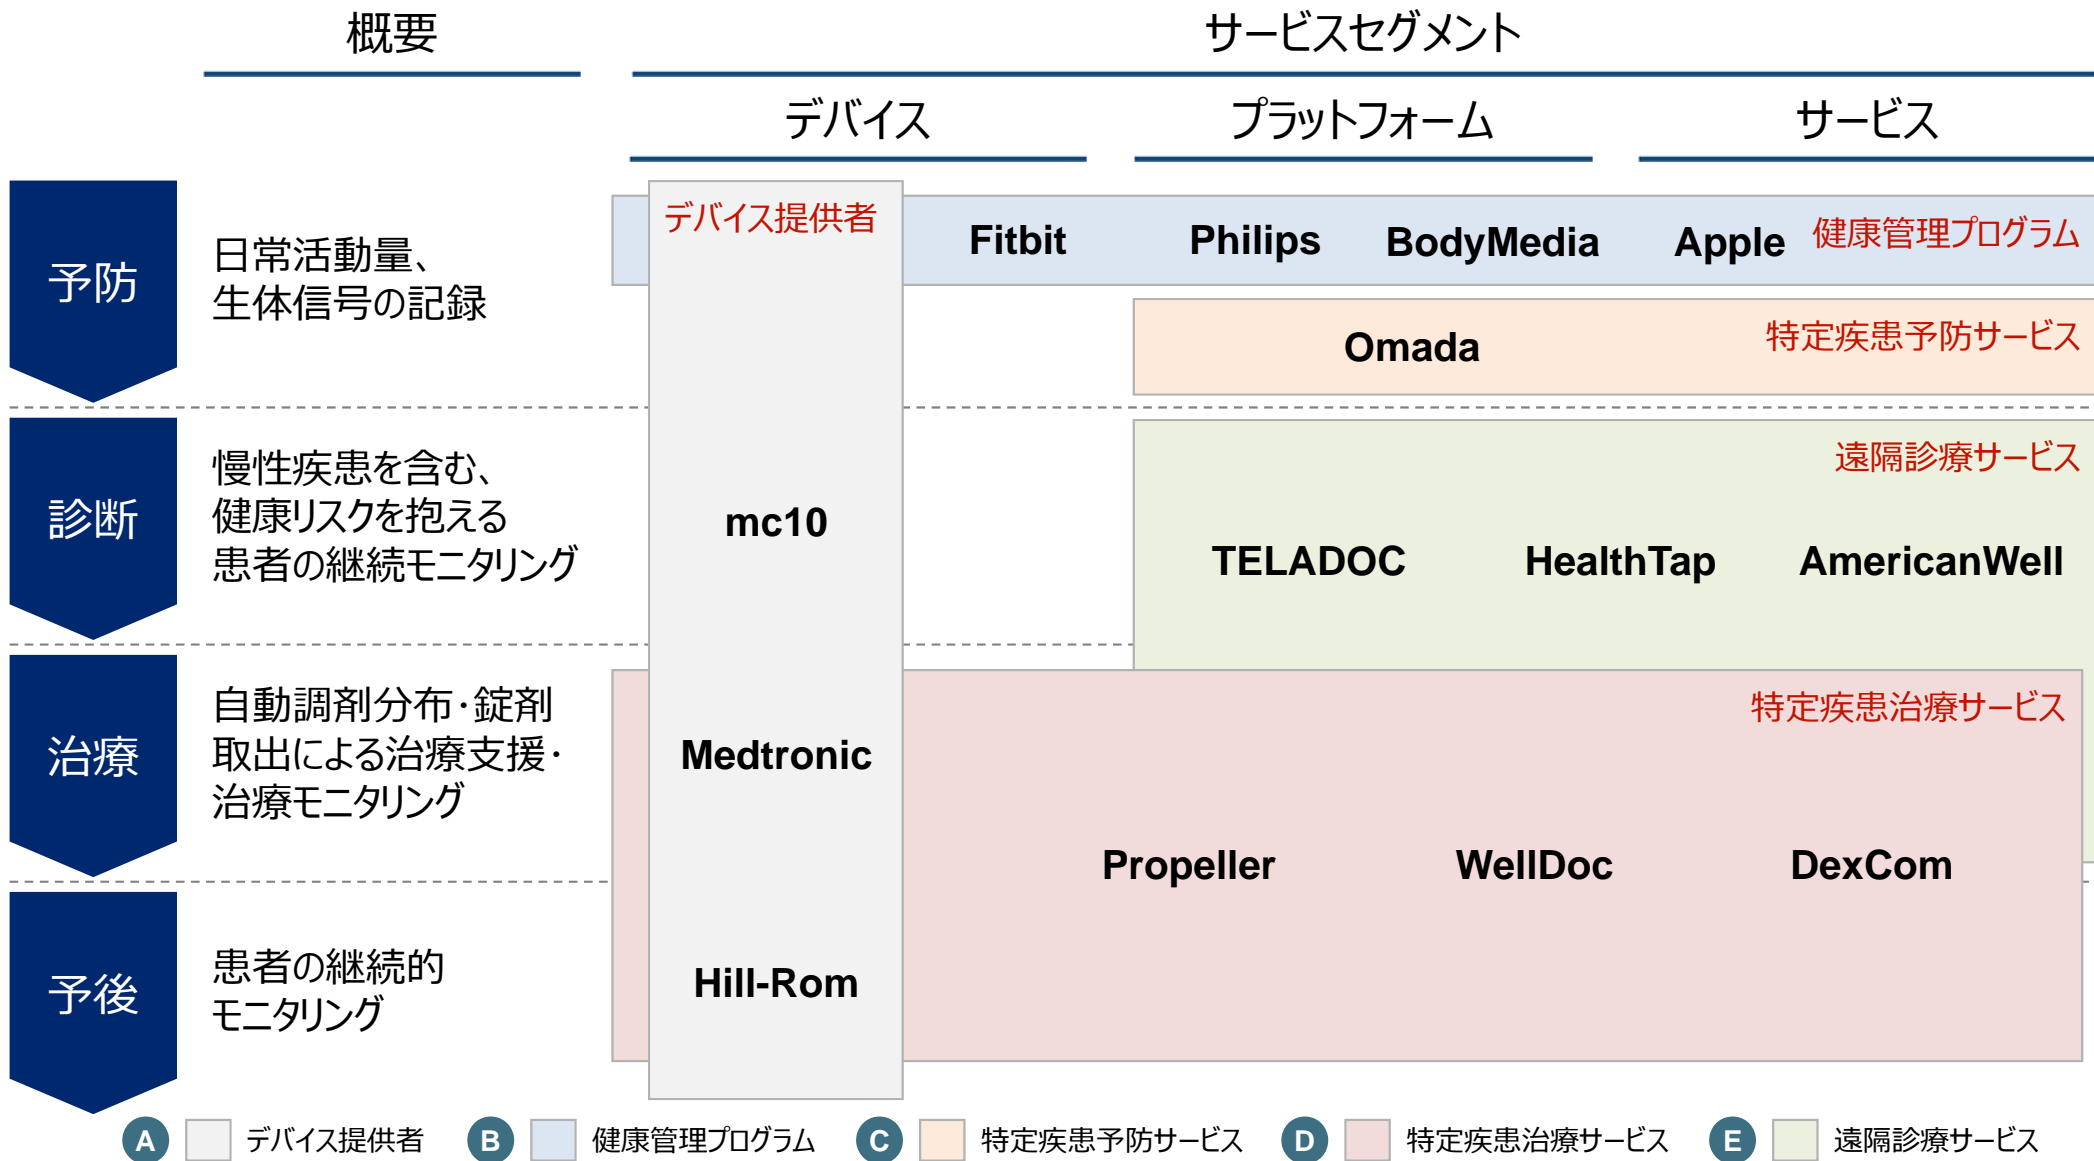 概要
サービスセグメント
デバイス
プラットフォーム
サービス
予防
日常活動量、
生体信号の記録
デバイス提供者
Fitbit
Philips
BodyMedia
Apple
健康管理プログラム
Omada
特定疾患予防サービス
診断
慢性疾患を含む、
健康リスクを抱える
患者の継続モニタリング
mc10
遠隔診療サービス
TELADOC
HealthTap
AmericanWell
治療
自動調剤分布・錠剤
取出による治療支援・
治療モニタリング
Medtronic
特定疾患治療サービス
Propeller
WellDoc
DexCom
予後
患者の継続的
モニタリング
Hill-Rom
A デバイス提供者
B 健康管理プログラム
C 特定疾患予防サービス
D 特定疾患治療サービス
E 遠隔診療サービス